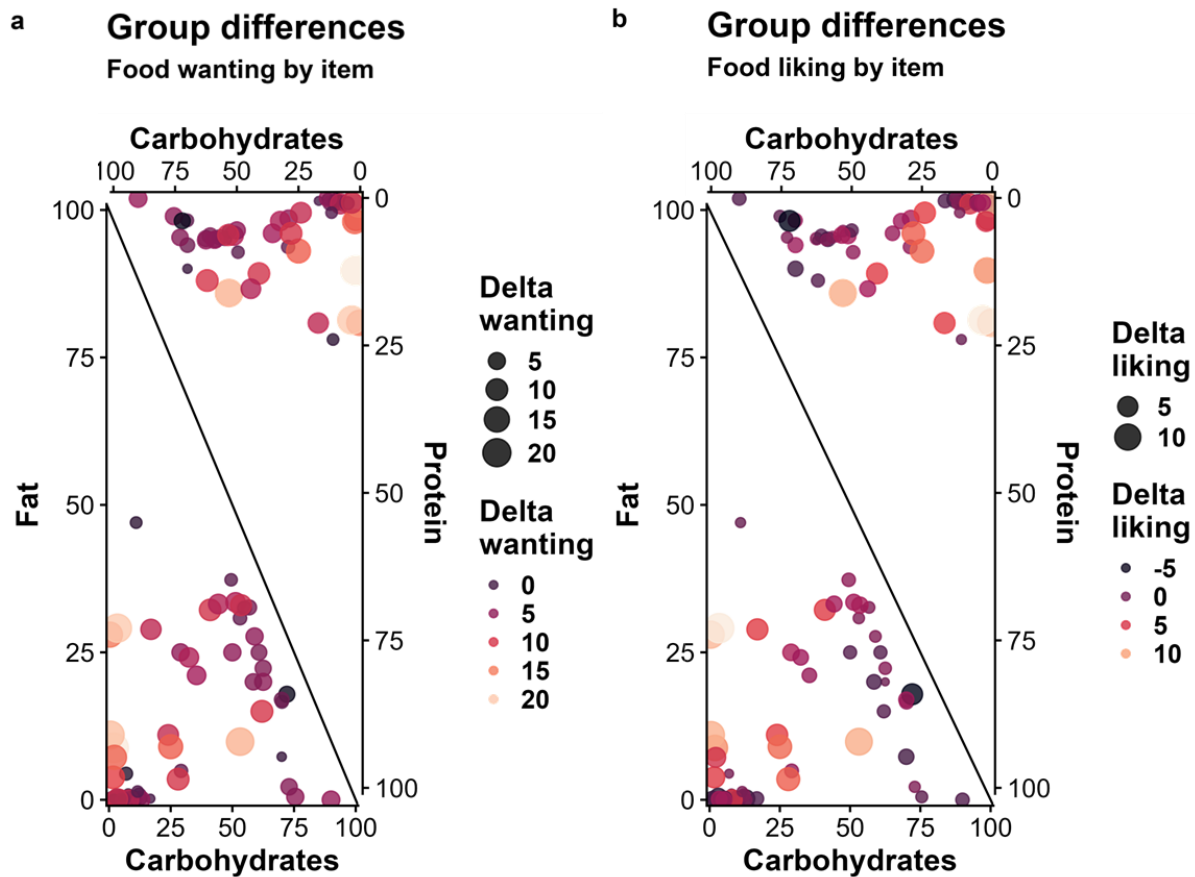 a
Group differences
Food wanting by item
Carbohydrates
100 75 50 25 0
100
75
50
25
0
Fat
0
25
50
75
100
Protein
0 25 50 75 100
Carbohydrates
Delta
wanting
5
10
15
20
Delta
wanting
0
5
10
15
20
b
Group differences
Food liking by item
Carbohydrates
100 75 50 25 0
100
75
50
25
0
Fat
0
25
50
75
100
Protein
0 25 50 75 100
Carbohydrates
Delta
liking
5
10
Delta
liking
-5
0
5
10